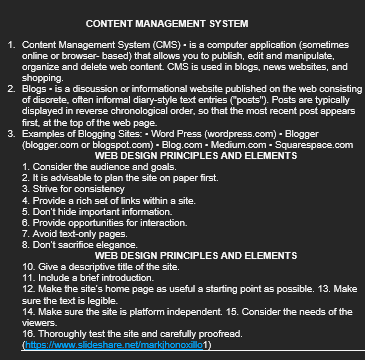 CONTENT MANAGEMENT SYSTEM
1. Content Management System (CMS) • is a computer application (sometimes
online or browser- based) that allows you to publish, edit and manipulate,
organize and delete web content. CMS is used in blogs, news websites, and
shopping.
2. Blogs • is a discussion or informational website published on the web consisting
of discrete, often informal diary-style text entries ("posts"). Posts are typically
displayed in reverse chronological order, so that the most recent post appears
first, at the top of the web page.
3. Examples of Blogging Sites: • Word Press (wordpress.com) • Blogger
(blogger.com or blogspot.com) • Blog.com • Medium.com • Squarespace.com
WEB DESIGN PRINCIPLES AND ELEMENTS
1. Consider the audience and goals.
2. It is advisable to plan the site on paper first.
3. Strive for consistency
4. Provide a rich set of links within a site.
5. Don't hide important information.
6. Provide opportunities for interaction.
7. Avoid text-only pages.
8. Don't sacrifice elegance.
WEB DESIGN PRINCIPLES AND ELEMENTS
10. Give a descriptive title of the site.
11. Include a brief introduction.
12. Make the site's home page as useful a starting point as possible. 13. Make
sure the text is legible.
14. Make sure the site is platform independent. 15. Consider the needs of the
viewers.
16. Thoroughly test the site and carefully proofread.
(https://www.slideshare.net/markjhonoxillo1)